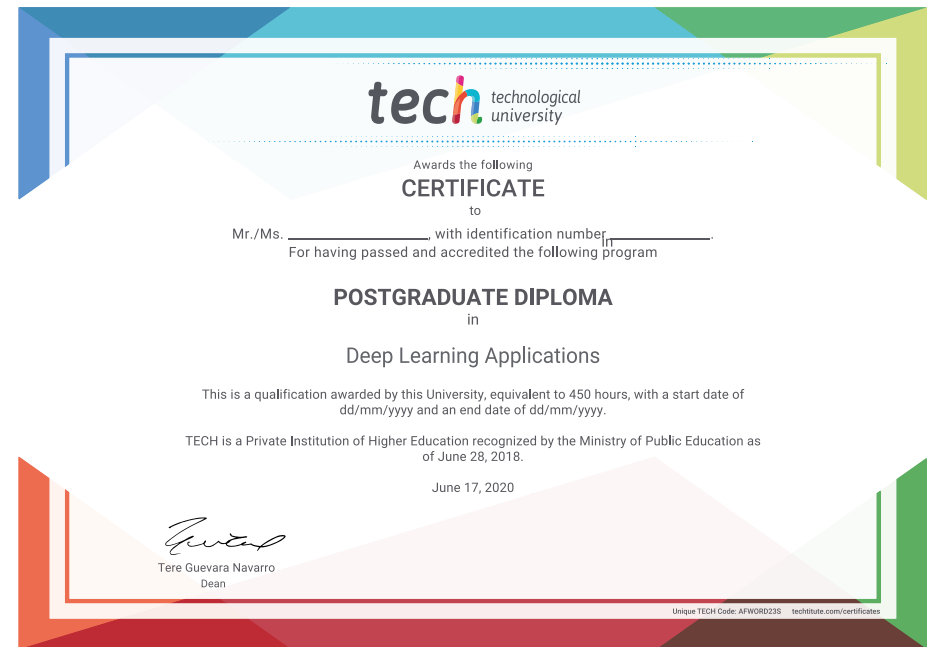 tech technological
university
Awards the following
CERTIFICATE
to
Mr./Ms. ____________, with identification number ____________.
in
For having passed and accredited the following program
POSTGRADUATE DIPLOMA
in
Deep Learning Applications
This is a qualification awarded by this University, equivalent to 450 hours, with a start date of
dd/mm/yyyy and an end date of dd/mm/yyyy.
TECH is a Private Institution of Higher Education recognized by the Ministry of Public Education as
of June 28, 2018.
June 17, 2020
Tere Guevara Navarro
Dean
Unique TECH Code: AFWORD23S techtitute.com/certificates